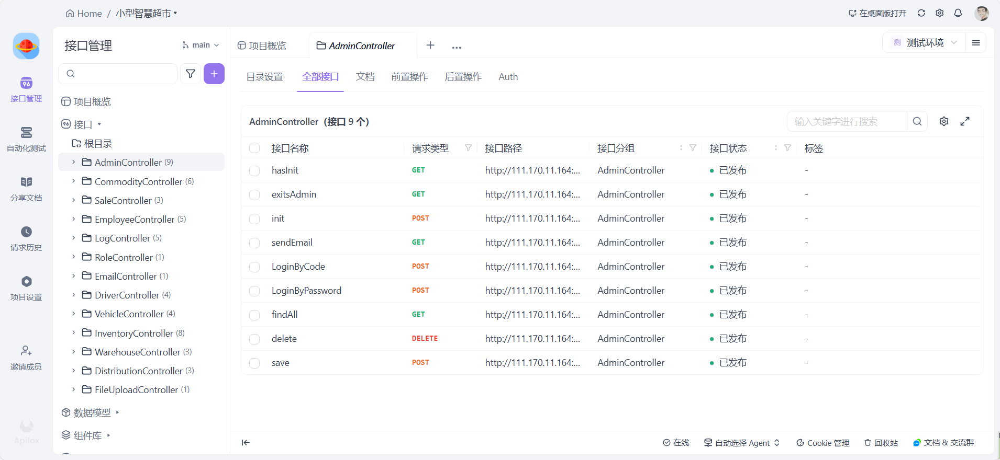 Home / 小型智慧超市
在桌面版打开
接口管理
main
项目概览
AdminController
测 测试环境
接口管理
自动化测试
分享文档
请求历史
项目设置
邀请成员
Apifox
项目概览
接口
根目录
AdminController (9)
CommodityController (6)
SaleController (3)
EmployeeController (5)
LogController (5)
RoleController (1)
EmailController (1)
DriverController (4)
VehicleController (4)
InventoryController (8)
WarehouseController (3)
DistributionController (3)
FileUploadController (1)
数据模型
组件库
目录设置 全部接口 文档 前置操作 后置操作 Auth
AdminController（接口 9 个）
输入关键字进行搜索
接口名称 请求类型 接口路径 接口分组 接口状态 标签
hasInit GET http://111.170.11.164:... AdminController 已发布 -
exitsAdmin GET http://111.170.11.164:... AdminController 已发布 -
init POST http://111.170.11.164:... AdminController 已发布 -
sendEmail GET http://111.170.11.164:... AdminController 已发布 -
LoginByCode POST http://111.170.11.164:... AdminController 已发布 -
LoginByPassword POST http://111.170.11.164:... AdminController 已发布 -
findAll GET http://111.170.11.164:... AdminController 已发布 -
delete DELETE http://111.170.11.164:... AdminController 已发布 -
save POST http://111.170.11.164:... AdminController 已发布 -
在线 自动选择 Agent Cookie 管理 回收站 文档 & 交流群